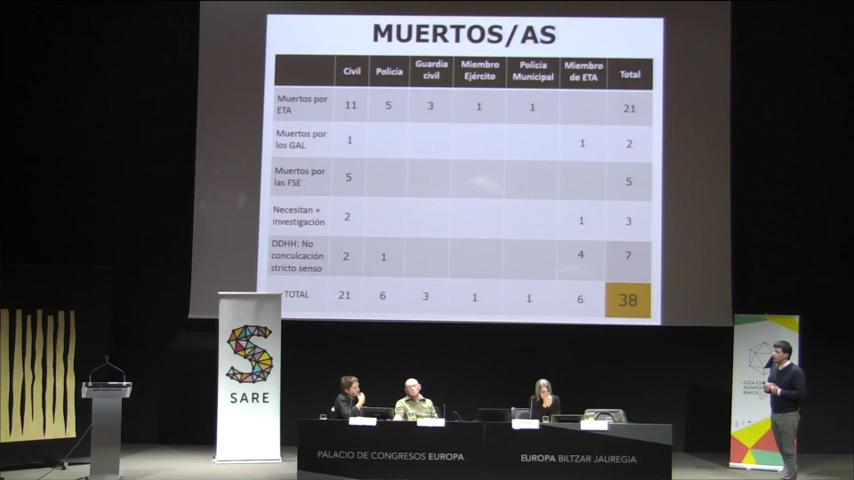 MUERTOS/AS
Civil Policía Guardia civil Miembro Ejército Policía Municipal Miembro de ETA Total
Muertos por ETA 11 5 3 1 1 21
Muertos por los GAL 1 1 2
Muertos por las FSE 5 5
Necesitan + investigación 2 1 3
DDHH: No conculcación stricto senso 2 1 4 7
TOTAL 21 6 3 1 1 6 38
SARE
PALACIO DE CONGRESOS EUROPA
EUROPA BILTZAR JAUREGIA